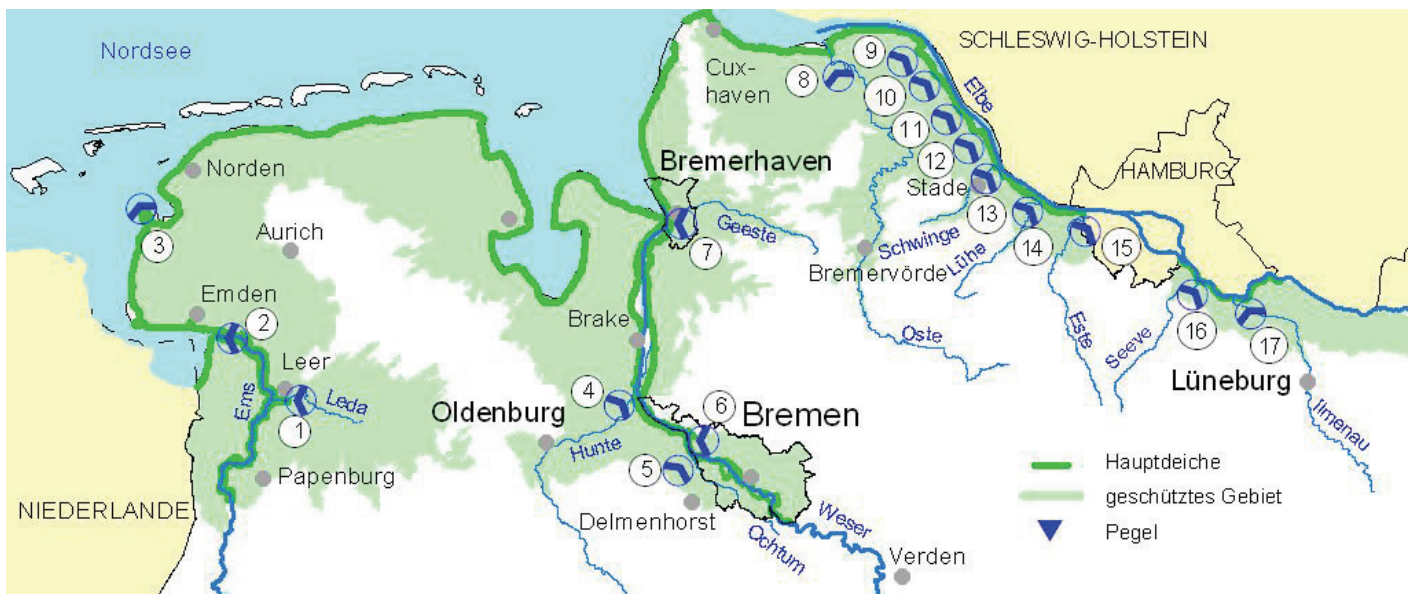 Nordsee
SCHLESWIG-HOLSTEIN
Cux-
haven
Elbe
9
8
10
11
12
Norden
Bremerhaven
Stade
HAMBURG
3
Aurich
7
Geeste
13
Schwinge
Lühe
14
15
Bremervörde
Emden
2
Brake
Oste
Este
Seeve
16
17
Leer
Ems
Leda
1
4
6
Lüneburg
Oldenburg
Bremen
Ilmenau
Hunte
5
Papenburg
Hauptdeiche
NIEDERLANDE
geschütztes Gebiet
Delmenhorst
Ochtum
Weser
Pegel
Verden